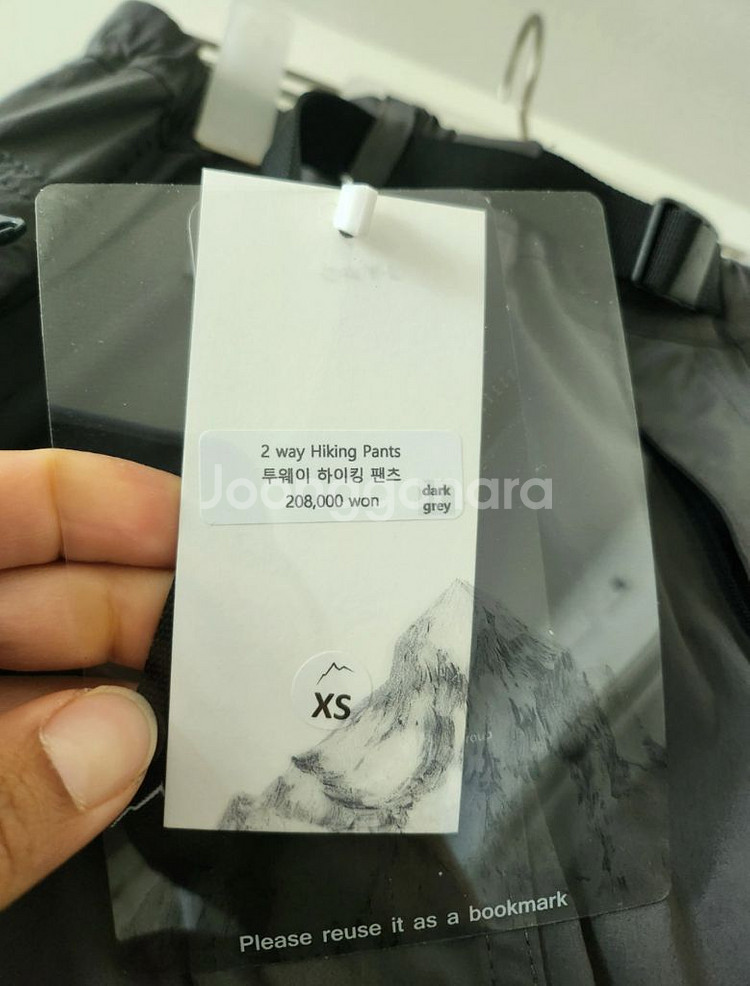 2 way Hiking Pants
투웨이 하이킹 팬츠
208,000 won
dark
grey
Joonggonara
XS
Please reuse it as a bookmark